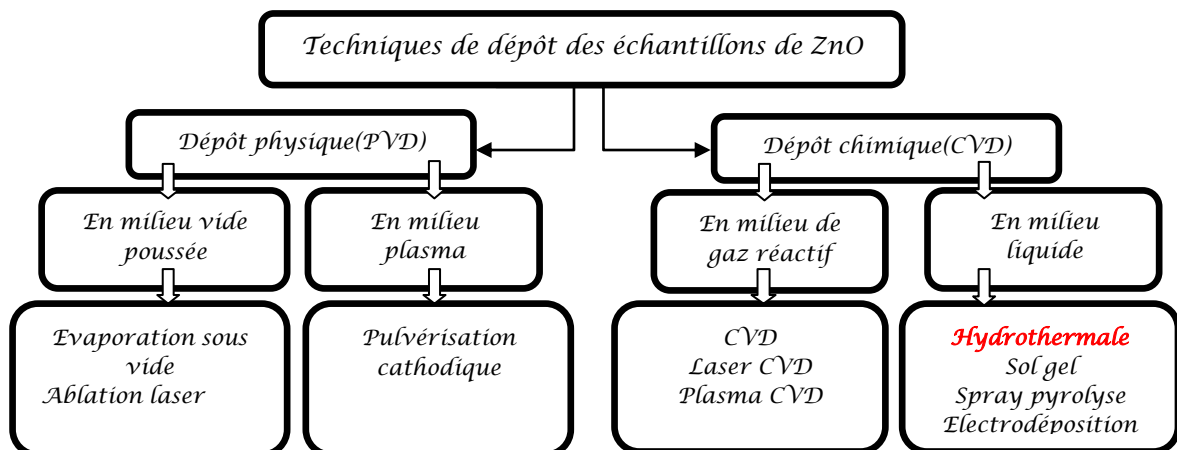 Techniques de dépôt des échantillons de ZnO
Dépôt physique(PVD)
Dépôt chimique(CVD)
En milieu vide
poussée
En milieu
plasma
En milieu de
gaz réactif
En milieu
liquide
Evaporation sous
vide
Ablation laser
Pulvérisation
cathodique
CVD
Laser CVD
Plasma CVD
Hydrothermale
Sol gel
Spray pyrolyse
Electrodéposition